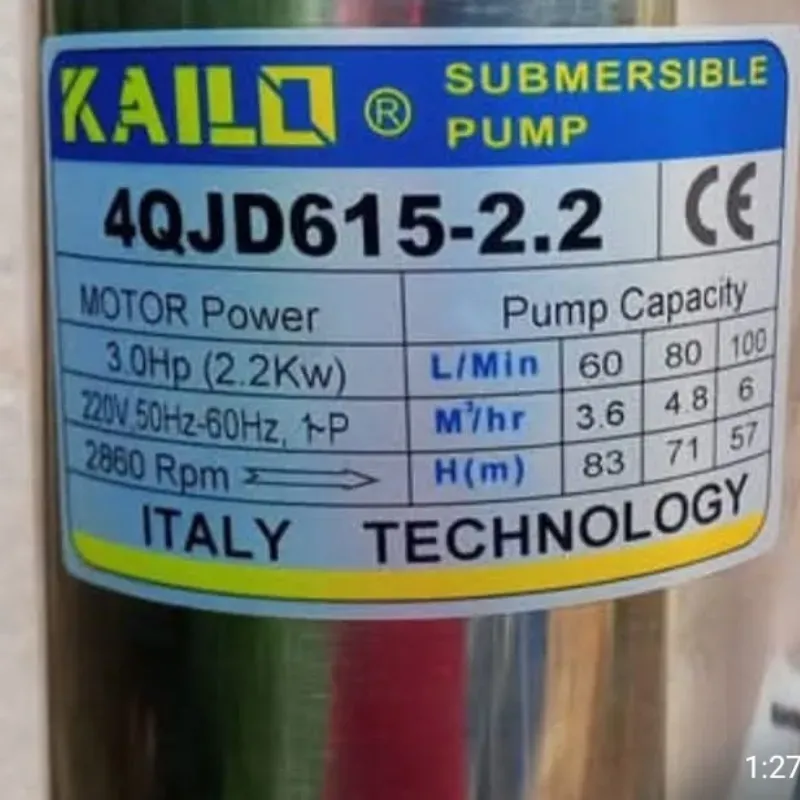 KAILO ® SUBMERSIBLE
PUMP
4QJD615-2.2 CE
MOTOR Power Pump Capacity
3.0Hp (2.2Kw) L/Min 60 80 100
220V,50Hz-60Hz, 1-P M³/hr 3.6 4.8 6
2860 Rpm H(m) 83 71 57
ITALY TECHNOLOGY
1:27